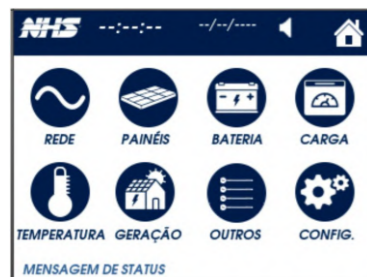 NHS --:--:-- --/--/----
REDE PAINÉIS BATERIA CARGA
TEMPERATURA GERAÇÃO OUTROS CONFIG.
MENSAGEM DE STATUS